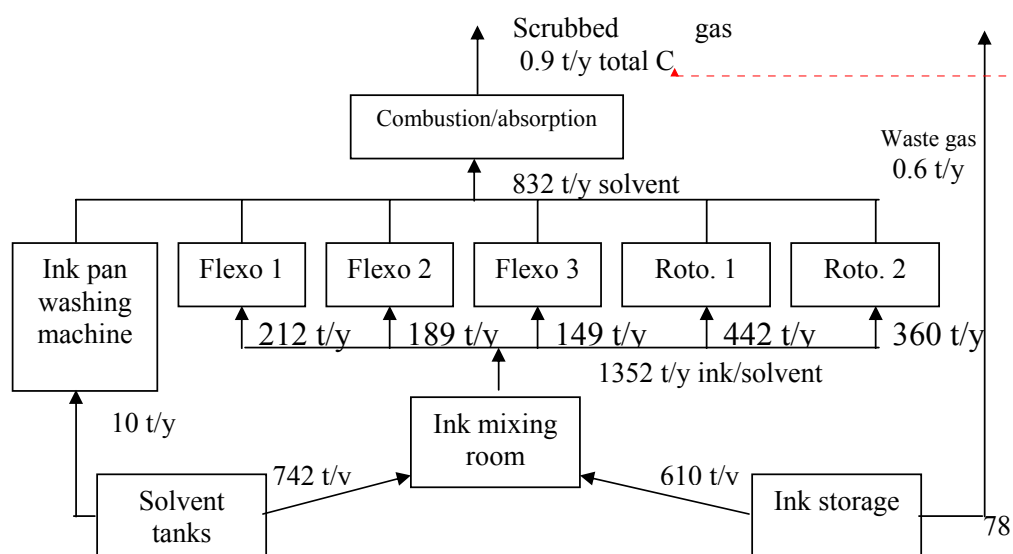 Scrubbed gas
0.9 t/y total C
Combustion/absorption
Waste gas
0.6 t/y
832 t/y solvent
Ink pan
washing
machine
Flexo 1
Flexo 2
Flexo 3
Roto. 1
Roto. 2
212 t/y
189 t/y
149 t/y
442 t/y
360 t/y
1352 t/y ink/solvent
10 t/y
Ink mixing
room
742 t/y
610 t/y
Solvent
tanks
Ink storage
78